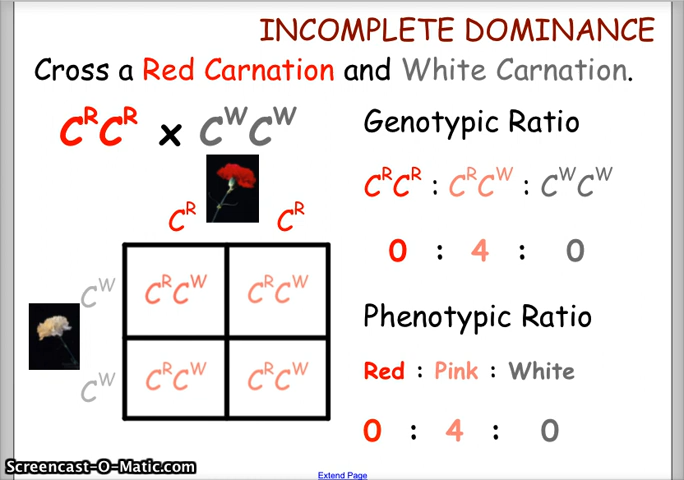 INCOMPLETE DOMINANCE
Cross a Red Carnation and White Carnation.
CᴿCᴿ x CᵂCᵂ
Cᴿ Cᴿ
Cᵂ CᴿCᵂ CᴿCᵂ
Cᵂ CᴿCᵂ CᴿCᵂ
Genotypic Ratio
CᴿCᴿ : CᴿCᵂ : CᵂCᵂ
0 : 4 : 0
Phenotypic Ratio
Red : Pink : White
0 : 4 : 0
Screencast-O-Matic.com
Extend Page